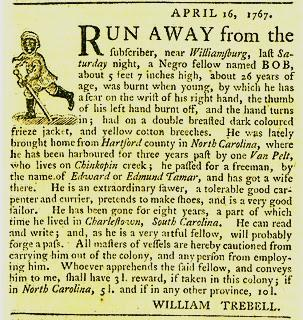 APRIL 16, 1767.
RUN AWAY from the
subscriber, near Williamsburg, last Sa-
turday night, a Negro fellow named BOB,
about 5 feet 7 inches high, about 26 years of
age, was burnt when young, by which he has
a scar on the wrist of his right hand, the thumb
of his left hand burnt off, and the hand turns
in; had on a double breasted dark coloured
frieze jacket, and yellow cotton breeches. He was lately
brought home from Hartford county in North Carolina, where
he has been harboured for three years past by one Van Pelt,
who lives on Chinkopin creek; he passed for a freeman, by
the name of Edward or Edmund Tamar, and has got a wife
there. He is an extraordinary sawer, a tolerable good car-
penter and currier, pretends to make shoes, and is a very good
sailor. He has been gone for eight years, a part of which
time he lived in Charlestown, South Carolina. He can read
and write; and, as he is a very artful fellow, will probably
forge a pass. All masters of vessels are hereby cautioned from
carrying him out of the colony, and any person from employ-
ing him. Whoever apprehends the said fellow, and conveys
him to me, shall have 3 l. reward, if taken in this colony; if
in North Carolina, 5 l. and if in any other province, 10 l.
WILLIAM TREBELL.